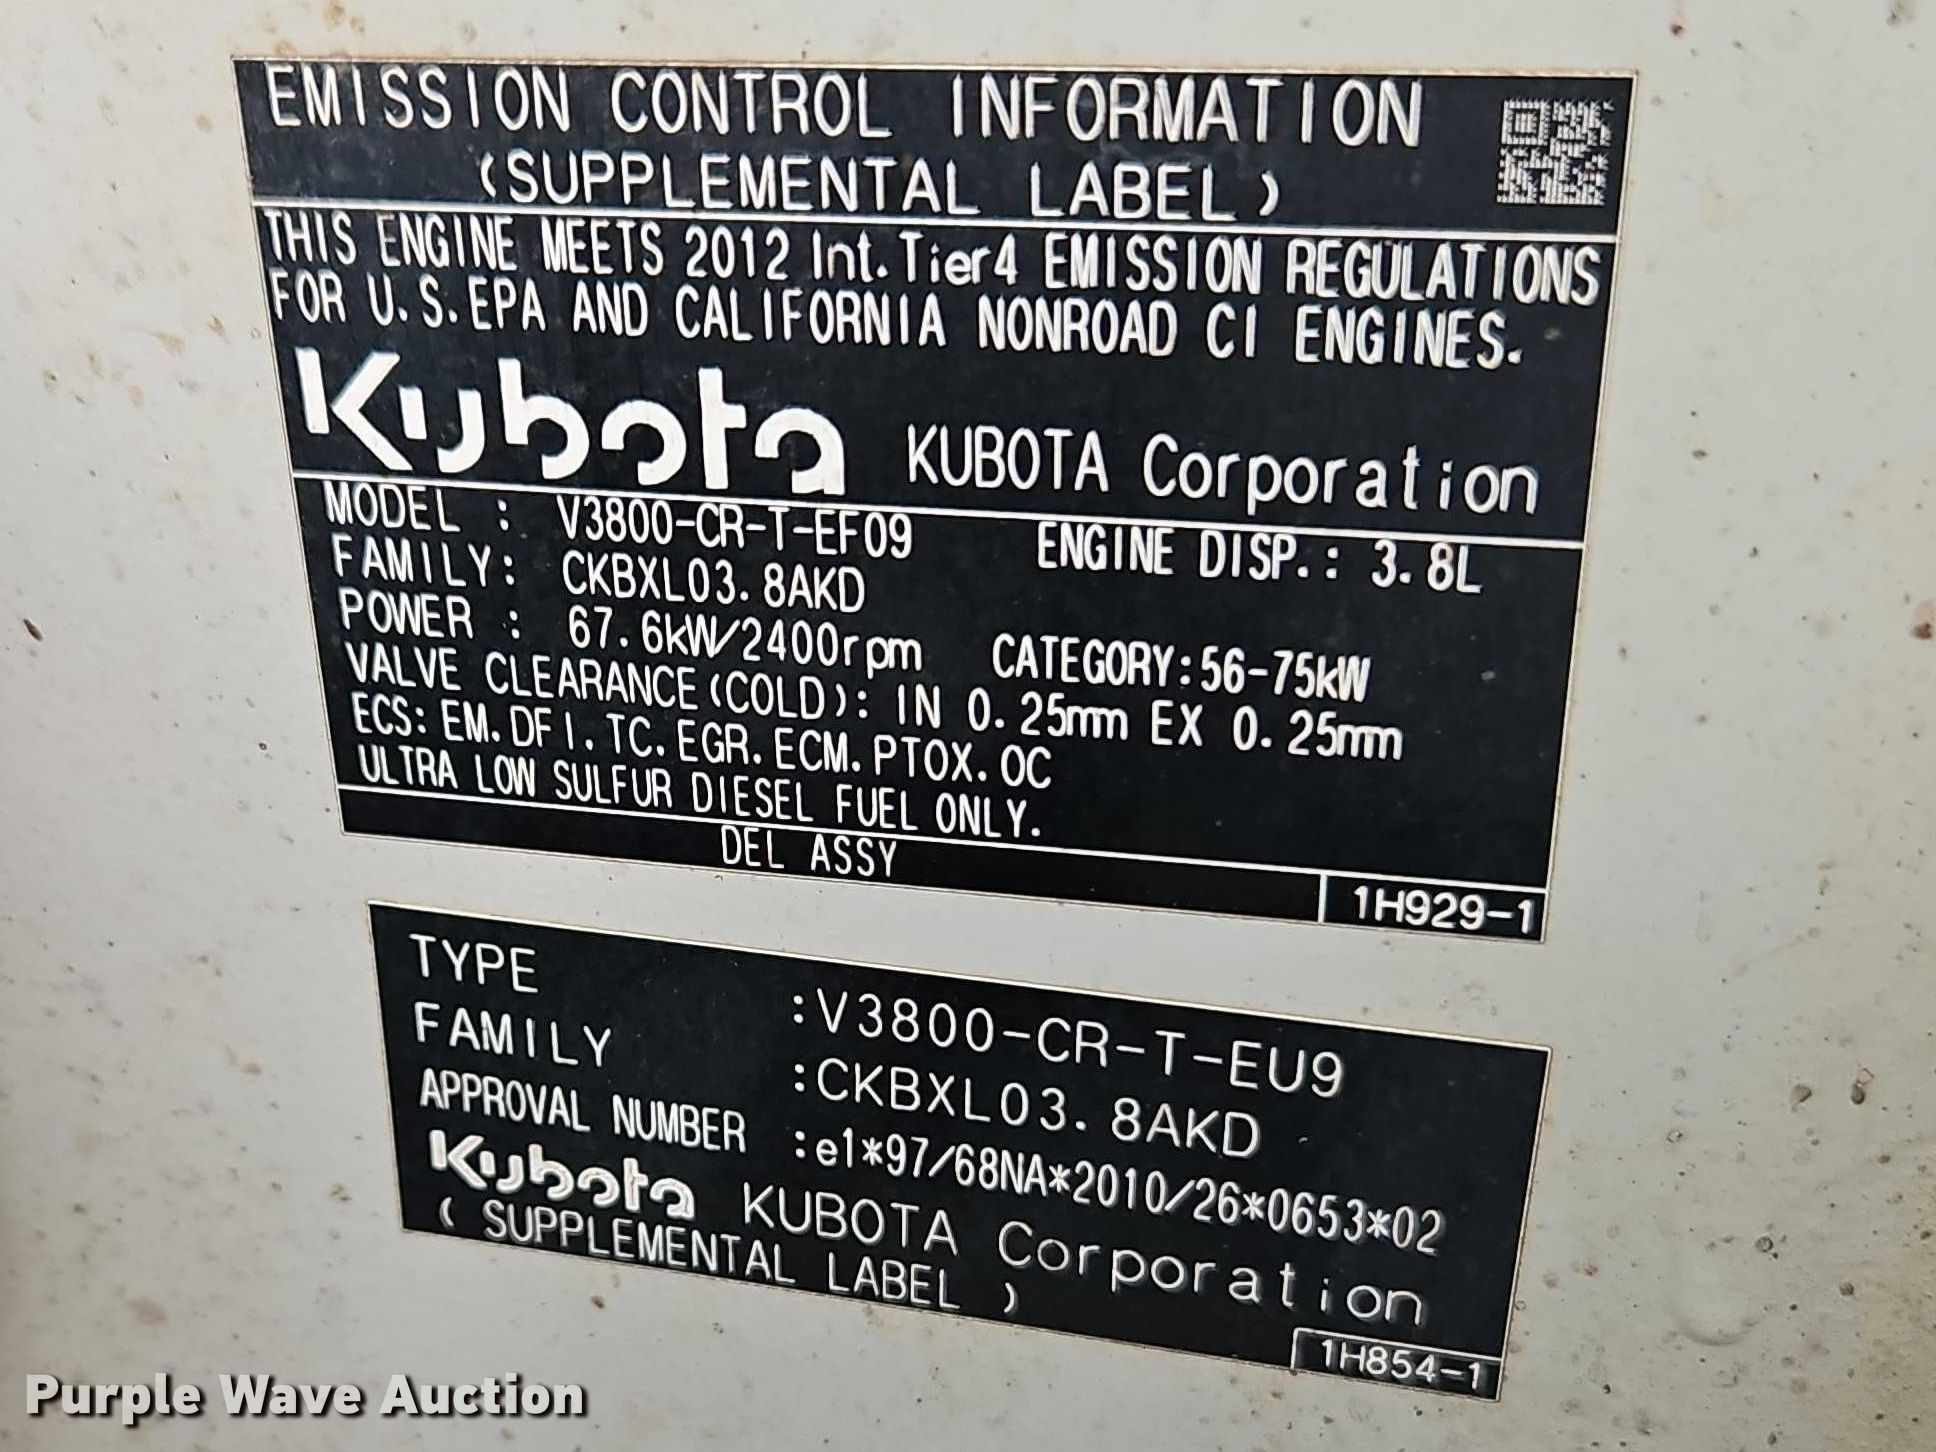 EMISSION CONTROL INFORMATION
(SUPPLEMENTAL LABEL)
THIS ENGINE MEETS 2012 Int.Tier4 EMISSION REGULATIONS
FOR U.S.EPA AND CALIFORNIA NONROAD CI ENGINES.
Kubota KUBOTA Corporation
MODEL : V3800-CR-T-EF09 ENGINE DISP.: 3.8L
FAMILY: CKBXL03.8AKD
POWER : 67.6kW/2400rpm CATEGORY:56-75kW
VALVE CLEARANCE(COLD): IN 0.25mm EX 0.25mm
ECS: EM.DFI.TC.EGR.ECM.PTOX.OC
ULTRA LOW SULFUR DIESEL FUEL ONLY.
DEL ASSY
1H929-1
TYPE :V3800-CR-T-EU9
FAMILY :CKBXL03.8AKD
APPROVAL NUMBER :e1*97/68NA*2010/26*0653*02
Kubota KUBOTA Corporation
( SUPPLEMENTAL LABEL )
1H854-1
Purple Wave Auction